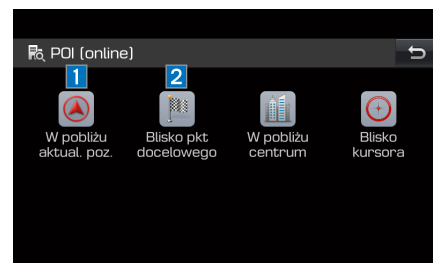 POI (online)
1 2
W pobliżu
aktual. poz.
Blisko pkt
docelowego
W pobliżu
centrum
Blisko
kursora